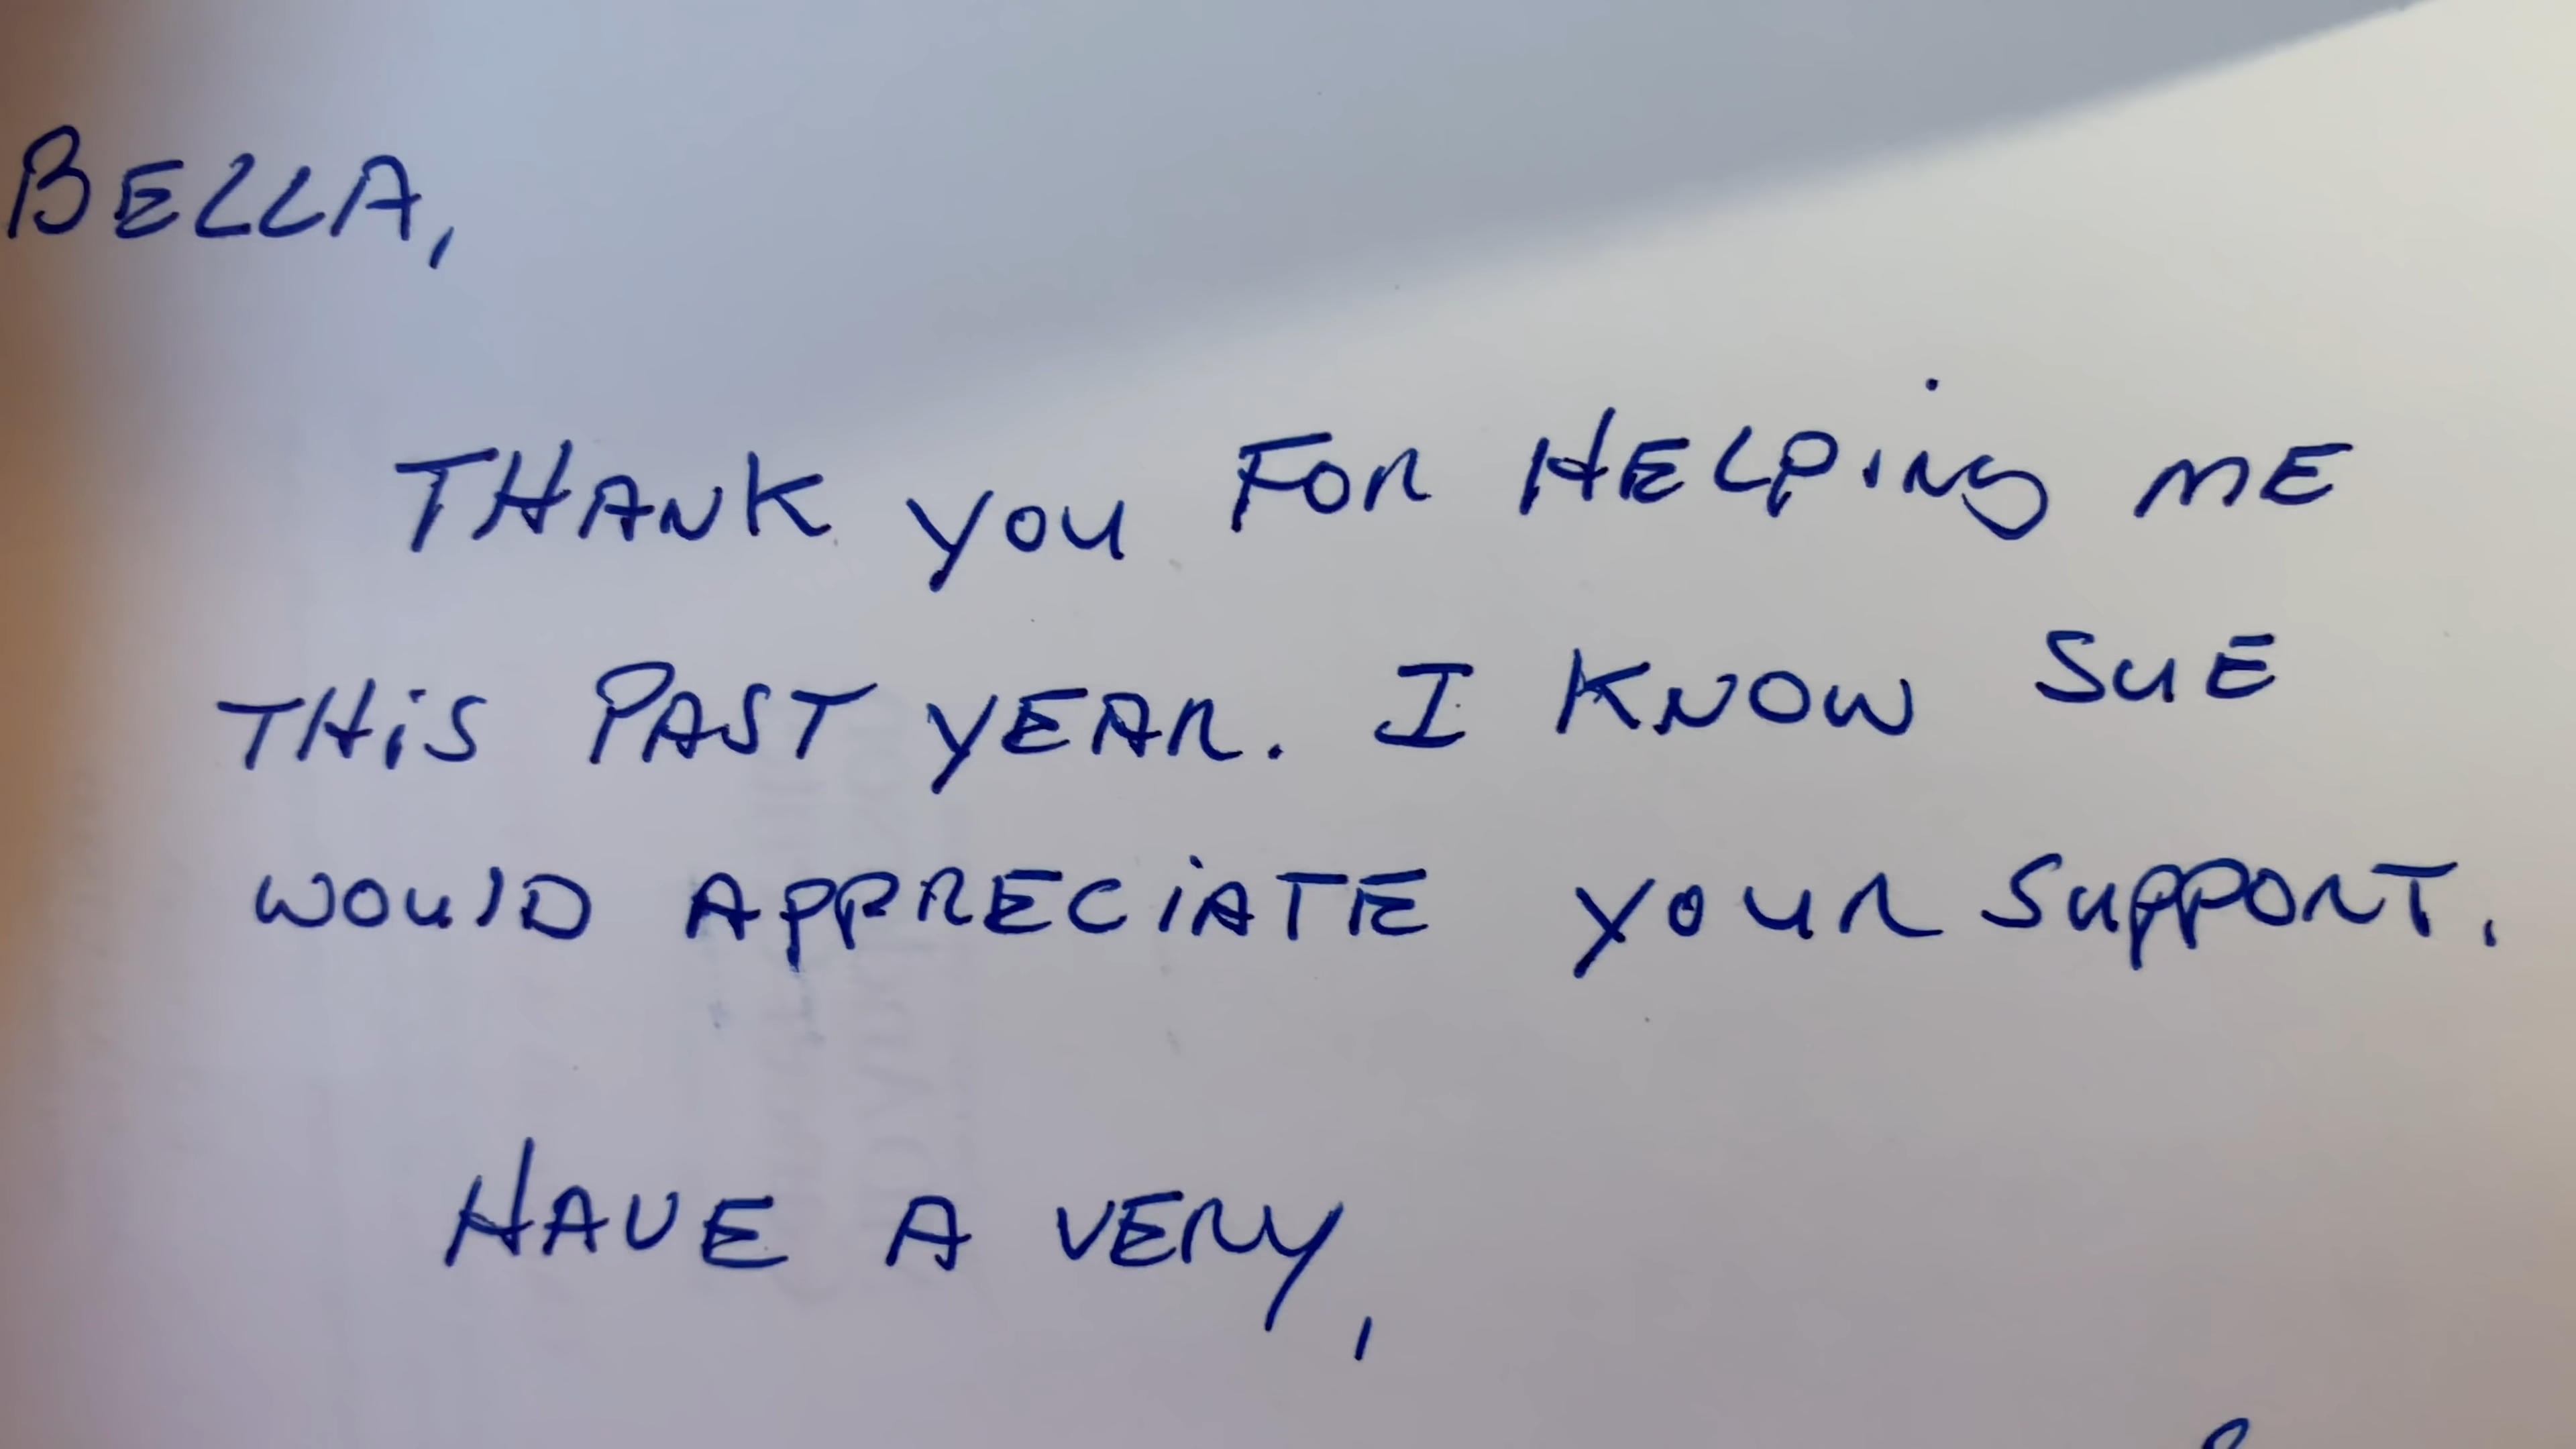 BELLA,
THANK YOU FOR HELPiNG ME
THiS PAST YEAR. I KNOW SUE
WOULD APPRECiATE YOUR SUPPORT.
HAVE A VERY,